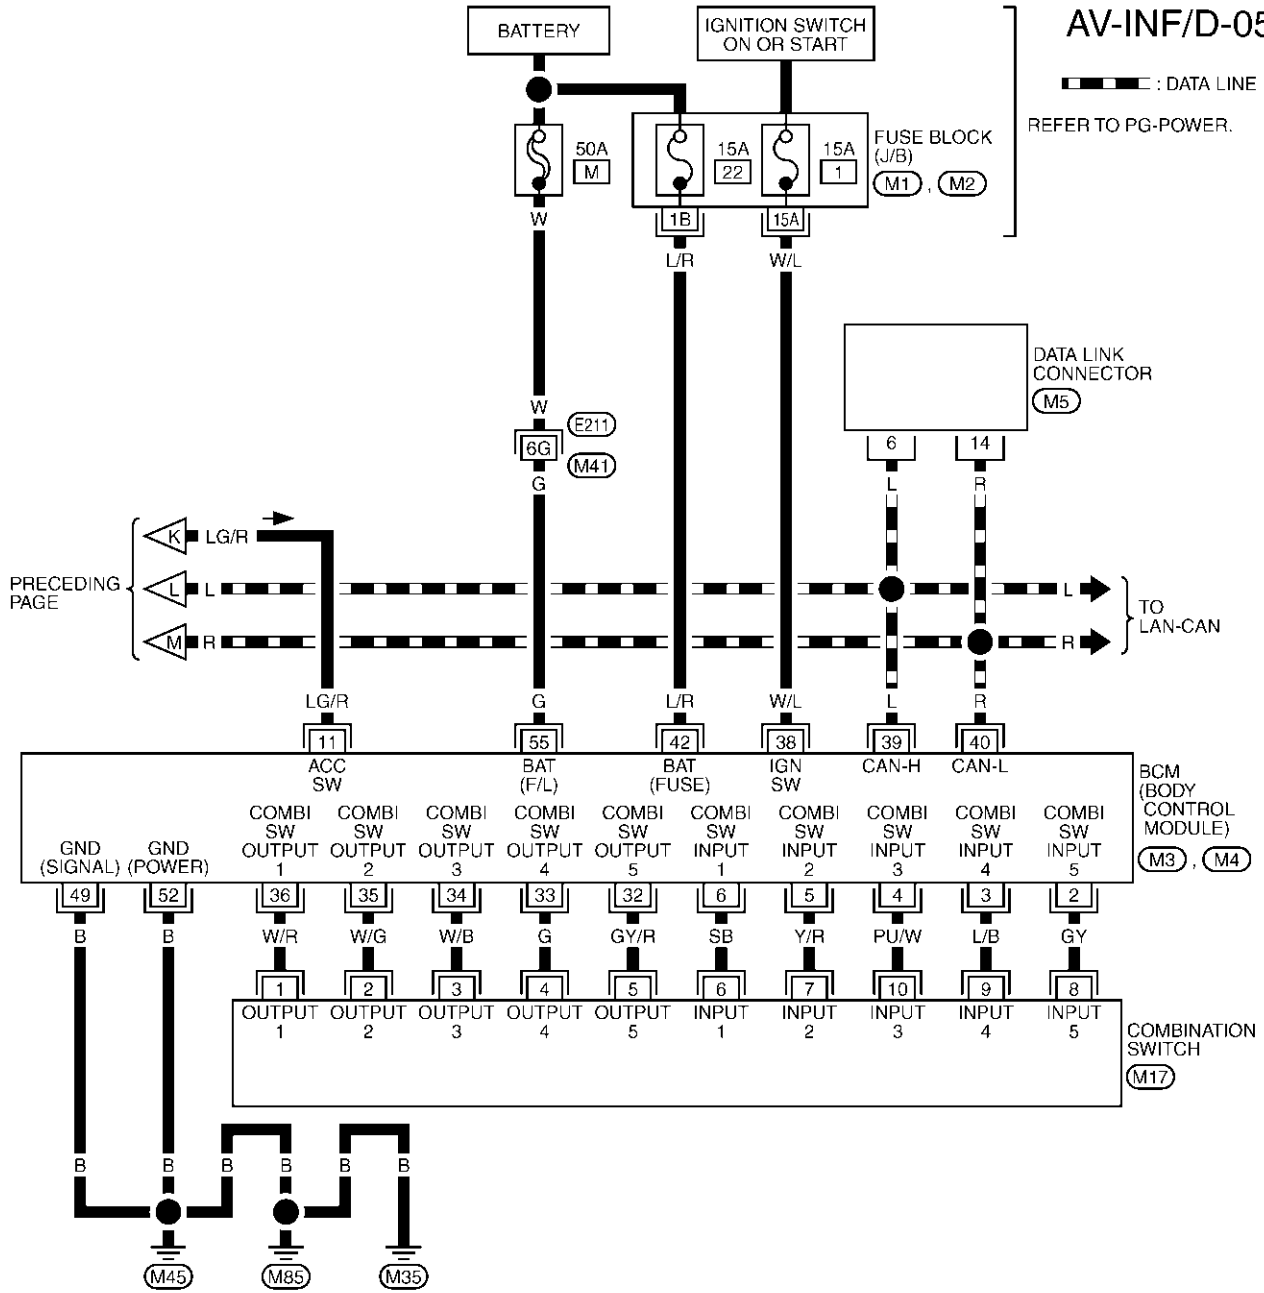 BATTERY
IGNITION SWITCH
ON OR START
AV-INF/D-05
: DATA LINE
REFER TO PG-POWER.
50A
M
15A
22
15A
1
FUSE BLOCK
(J/B)
M1 , M2
W
1B
15A
L/R
W/L
DATA LINK
CONNECTOR
M5
W
E211
6G
M41
6
14
G
L
R
K
LG/R
PRECEDING
PAGE
L
L
L
TO
LAN-CAN
M
R
R
LG/R
G
L/R
W/L
L
R
11
55
42
38
39
40
ACC
SW
BAT
(F/L)
BAT
(FUSE)
IGN
SW
CAN-H
CAN-L
BCM
(BODY
CONTROL
MODULE)
M3 , M4
GND
(SIGNAL)
GND
(POWER)
COMBI
SW
OUTPUT
1
COMBI
SW
OUTPUT
2
COMBI
SW
OUTPUT
3
COMBI
SW
OUTPUT
4
COMBI
SW
OUTPUT
5
COMBI
SW
INPUT
1
COMBI
SW
INPUT
2
COMBI
SW
INPUT
3
COMBI
SW
INPUT
4
COMBI
SW
INPUT
5
49
52
36
35
34
33
32
6
5
4
3
2
B
B
W/R
W/G
W/B
G
GY/R
SB
Y/R
PU/W
L/B
GY
1
2
3
4
5
6
7
10
9
8
OUTPUT
1
OUTPUT
2
OUTPUT
3
OUTPUT
4
OUTPUT
5
INPUT
1
INPUT
2
INPUT
3
INPUT
4
INPUT
5
COMBINATION
SWITCH
M17
B
B
B
B
B
B
M45
M85
M35